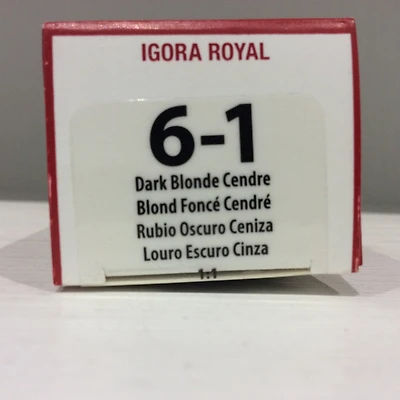 IGORA ROYAL
6-1
Dark Blonde Cendre
Blond Foncé Cendré
Rubio Oscuro Ceniza
Louro Escuro Cinza
1:1